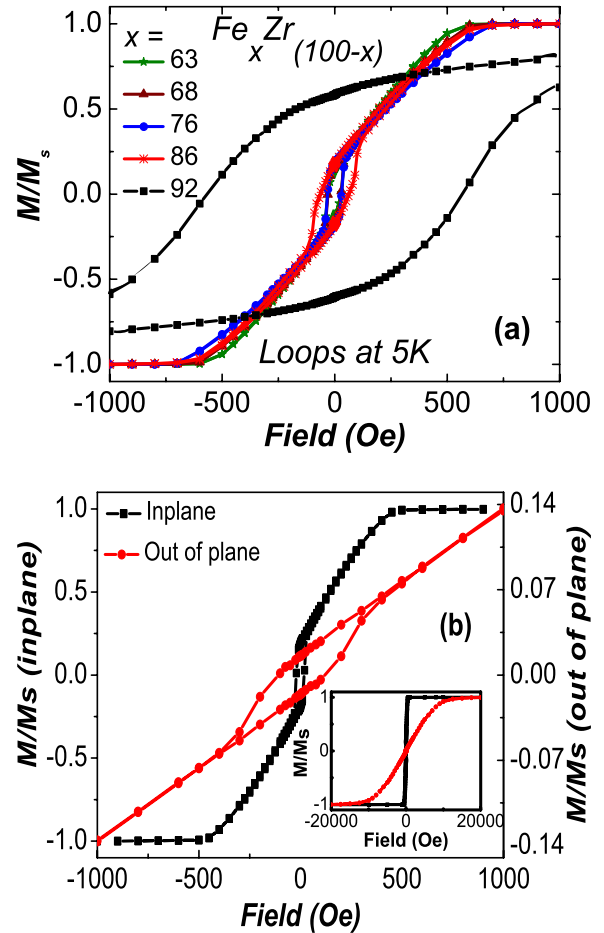 x = Fe_xZr_(100-x)
63
68
76
86
92
M/M_s
1.0
0.5
0.0
-0.5
-1.0
(a)
Loops at 5K
-1000 -500 0 500 1000
Field (Oe)
Inplane
Out of plane
M/Ms (inplane)
1.0
0.5
0.0
-0.5
-1.0
0.14
0.07
0.00
-0.07
-0.14
M/Ms (out of plane)
(b)
M/Ms
1
0
-1
-20000 0 20000
Field (Oe)
-1000 -500 0 500 1000
Field (Oe)